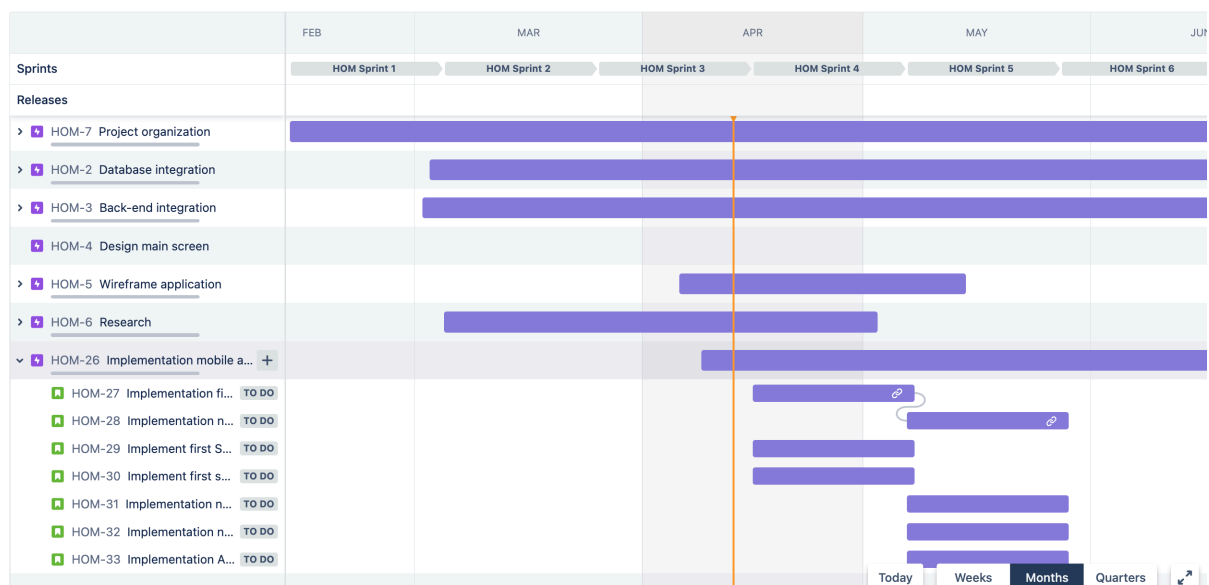 FEB MAR APR MAY JUN
Sprints HOM Sprint 1 HOM Sprint 2 HOM Sprint 3 HOM Sprint 4 HOM Sprint 5 HOM Sprint 6
Releases
HOM-7 Project organization
HOM-2 Database integration
HOM-3 Back-end integration
HOM-4 Design main screen
HOM-5 Wireframe application
HOM-6 Research
HOM-26 Implementation mobile a... +
HOM-27 Implementation fi... TO DO
HOM-28 Implementation n... TO DO
HOM-29 Implement first S... TO DO
HOM-30 Implement first s... TO DO
HOM-31 Implementation n... TO DO
HOM-32 Implementation n... TO DO
HOM-33 Implementation A... TO DO
Today Weeks Months Quarters